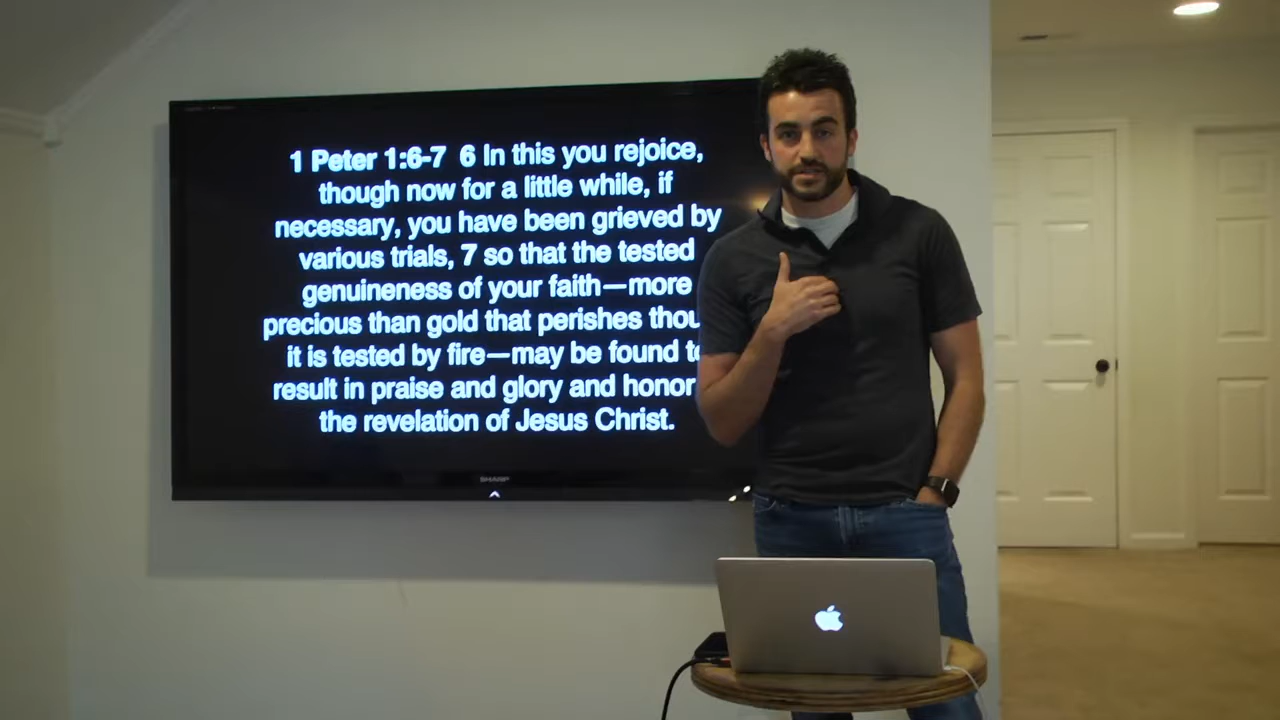 1 Peter 1:6-7 6 In this you rejoice,
though now for a little while, if
necessary, you have been grieved by
various trials, 7 so that the tested
genuineness of your faith—more
precious than gold that perishes thou
it is tested by fire—may be found to
result in praise and glory and honor
the revelation of Jesus Christ.
SHARP